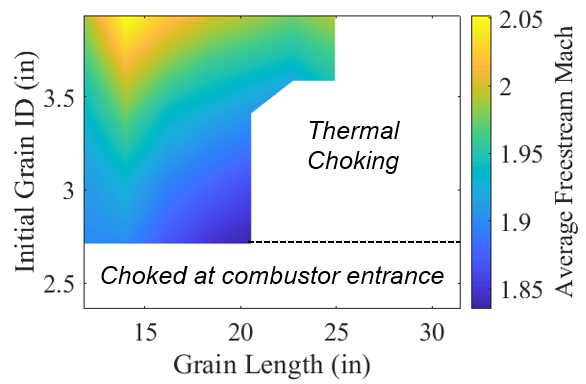 Initial Grain ID (in)
3.5
3
2.5
Thermal
Choking
Choked at combustor entrance
15
20
25
30
Grain Length (in)
2.05
2
1.95
1.9
1.85
Average Freestream Mach